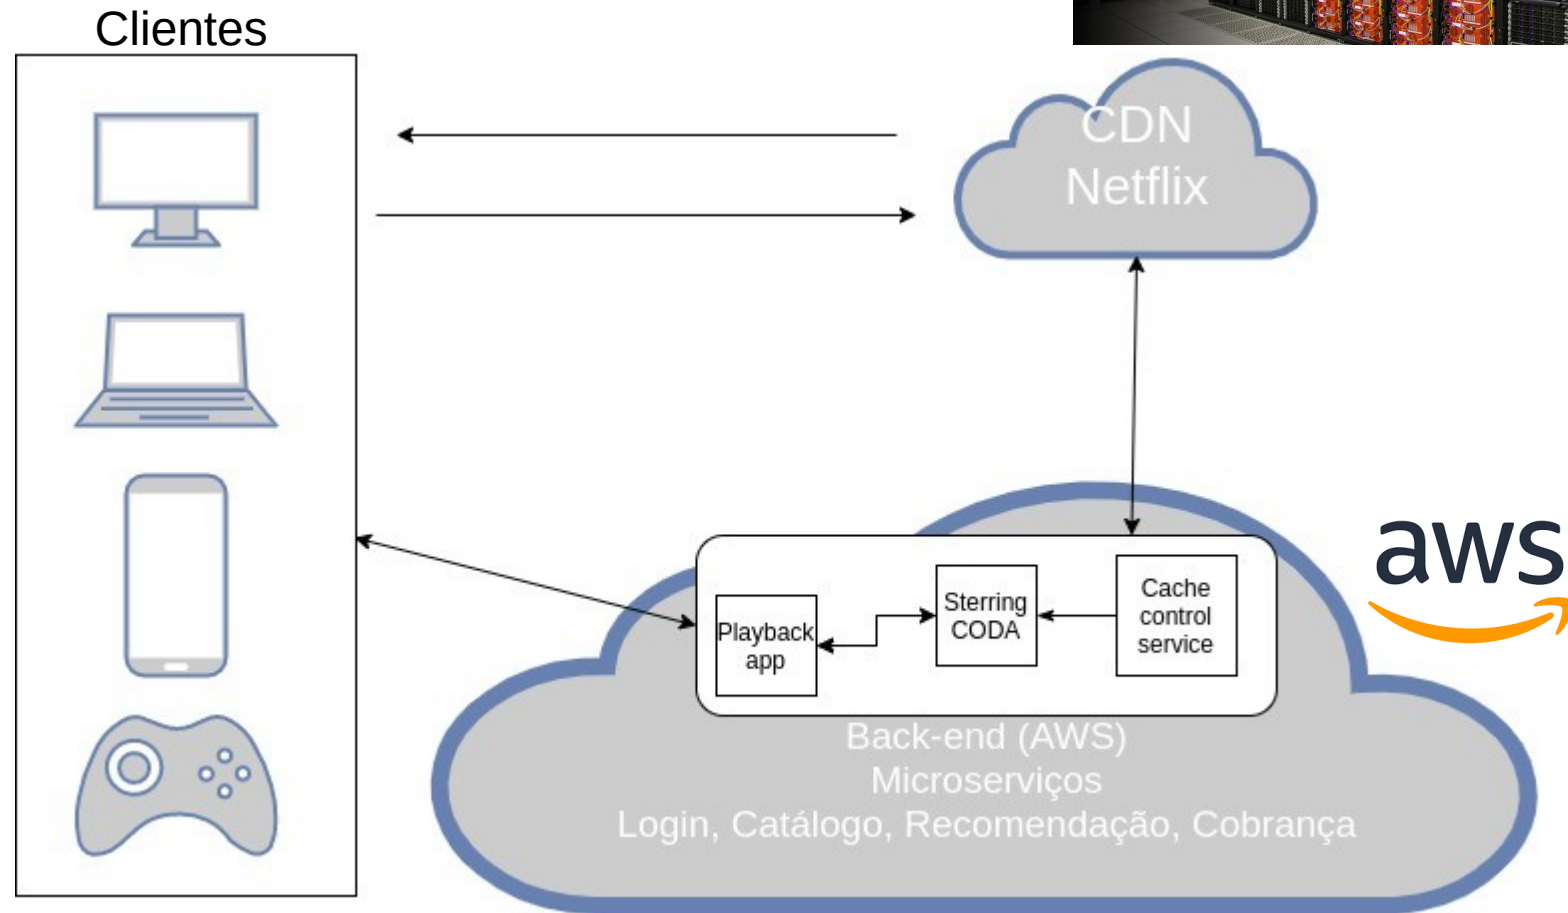 Clientes
CDN
Netflix
aws
Playback
app
Sterring
CODA
Cache
control
service
Back-end (AWS)
Microserviços
Login, Catálogo, Recomendação, Cobrança